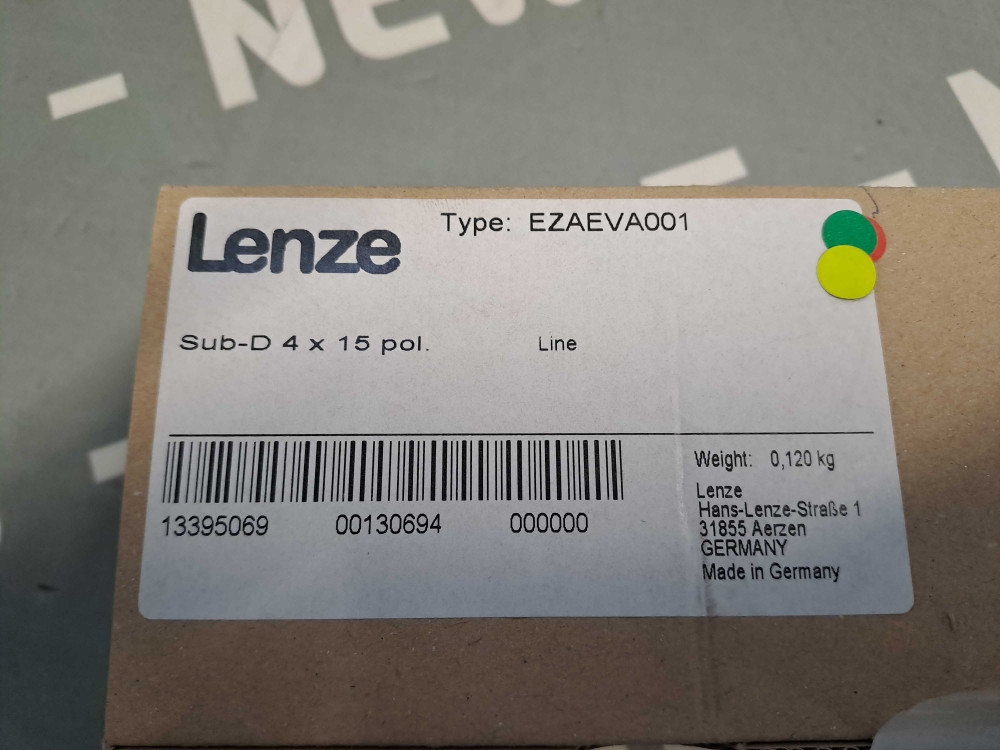 - NEW
Lenze
Type: EZAEVA001
Sub-D 4 x 15 pol.
Line
13395069 00130694 000000
Weight: 0,120 kg
Lenze
Hans-Lenze-Straße 1
31855 Aerzen
GERMANY
Made in Germany